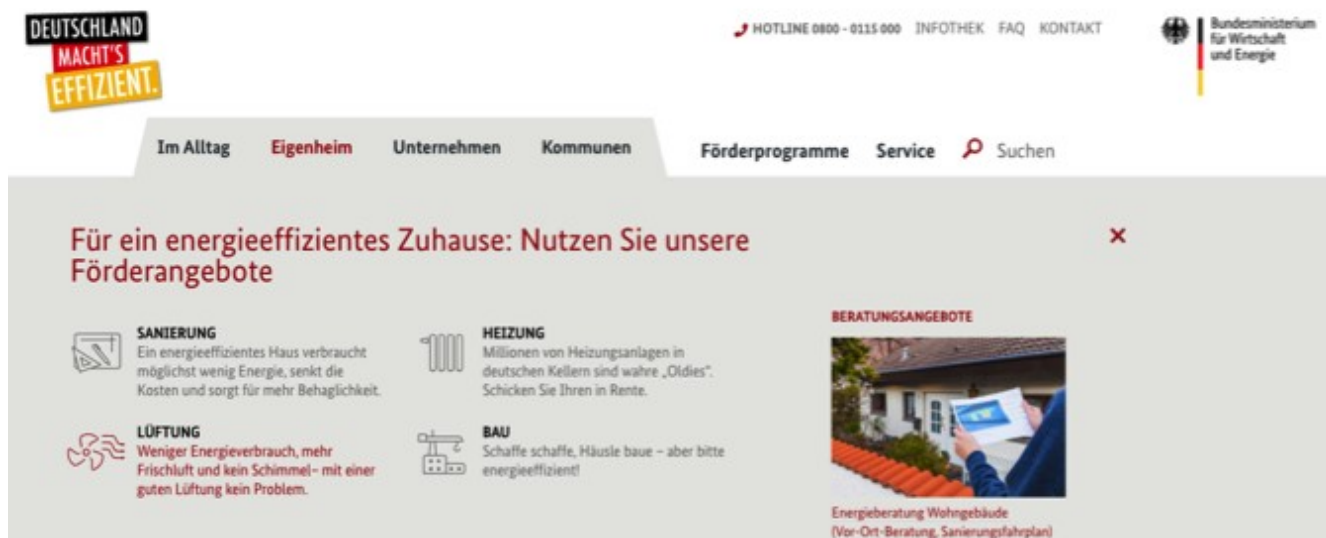 DEUTSCHLAND
MACHT'S
EFFIZIENT.
HOTLINE 0800 - 0115 000 INFOTHEK FAQ KONTAKT
Bundesministerium
für Wirtschaft
und Energie
Im Alltag Eigenheim Unternehmen Kommunen Förderprogramme Service Suchen
Für ein energieeffizientes Zuhause: Nutzen Sie unsere
Förderangebote
SANIERUNG
Ein energieeffizientes Haus verbraucht
möglichst wenig Energie, senkt die
Kosten und sorgt für mehr Behaglichkeit.
HEIZUNG
Millionen von Heizungsanlagen in
deutschen Kellern sind wahre „Oldies“.
Schicken Sie Ihren in Rente.
LÜFTUNG
Weniger Energieverbrauch, mehr
Frischluft und kein Schimmel– mit einer
guten Lüftung kein Problem.
BAU
Schaffe schaffe, Häusle baue – aber bitte
energieeffizient!
BERATUNGSANGEBOTE
Energieberatung Wohngebäude
(Vor-Ort-Beratung, Sanierungsfahrplan)